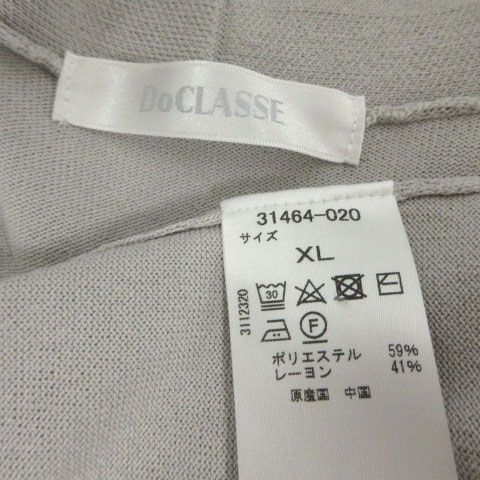 DoCLASSE
31464-020
サイズ
XL
3112320
30
F
ポリエステル 59%
レーヨン 41%
原産国 中国